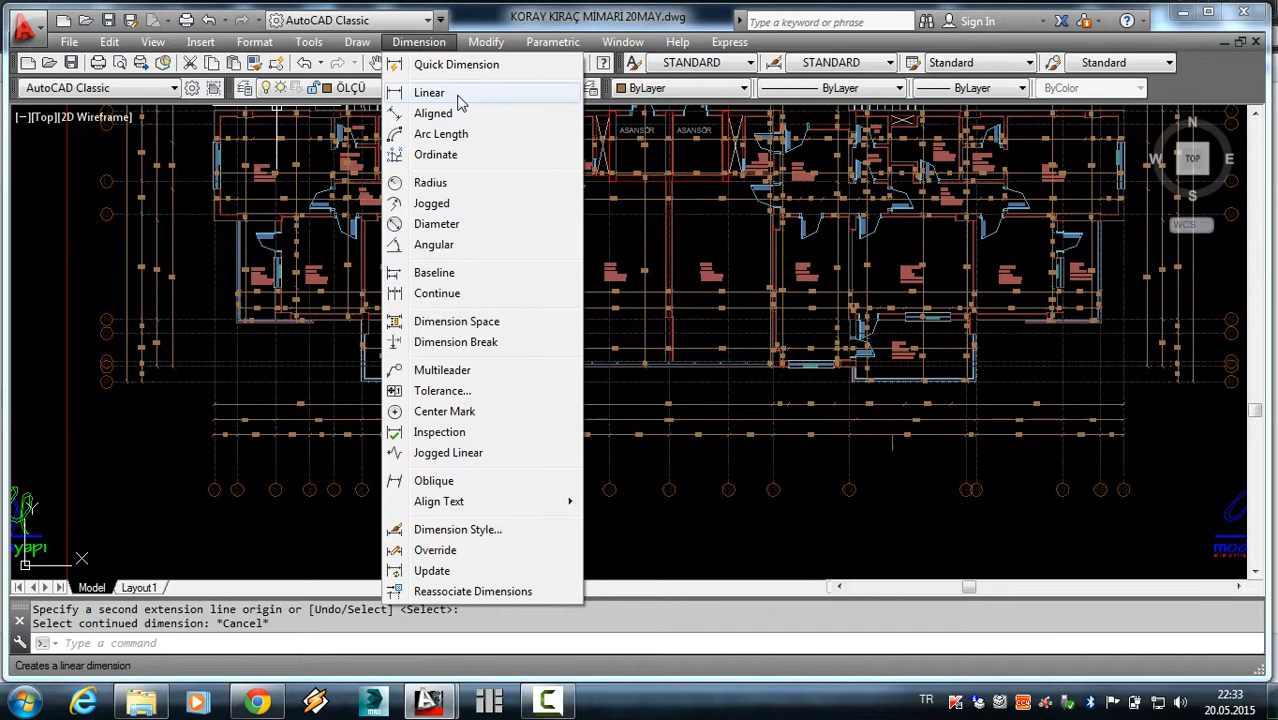 AutoCAD Classic
KORAY KIRAÇ MIMARI 20MAY.dwg
Type a keyword or phrase
Sign In
File Edit View Insert Format Tools Draw Dimension Modify Parametric Window Help Express
STANDARD
STANDARD
Standard
Standard
AutoCAD Classic
ÖLÇÜ
ByLayer
ByLayer
ByLayer
ByColor
[−][Top][2D Wireframe]
Quick Dimension
Linear
Aligned
Arc Length
Ordinate
Radius
Jogged
Diameter
Angular
Baseline
Continue
Dimension Space
Dimension Break
Multileader
Tolerance...
Center Mark
Inspection
Jogged Linear
Oblique
Align Text
Dimension Style...
Override
Update
Reassociate Dimensions
ASANSÖR
ASANSÖR
N
W TOP E
S
WCS
Y
yapı
Model Layout1
Specify a second extension line origin or [Undo/Select] <Select>:
Select continued dimension: *Cancel*
Type a command
Creates a linear dimension
TR
22:33
20.05.2015